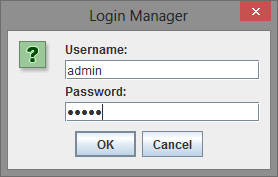 Login Manager
?
Username:
admin
Password:
●●●●●
OK Cancel